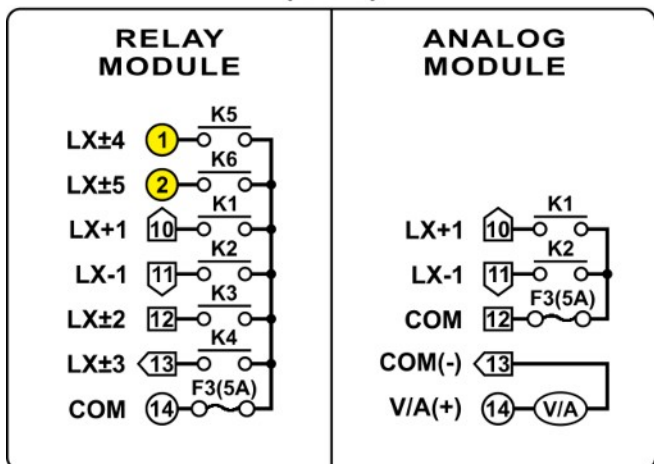 RELAY
MODULE
K5
LX±4 1
K6
LX±5 2
K1
LX+1 10
K2
LX-1 11
K3
LX±2 12
K4
LX±3 13
F3(5A)
COM 14
ANALOG
MODULE
K1
LX+1 10
K2
LX-1 11
F3(5A)
COM 12
COM(-) 13
V/A(+) 14 V/A